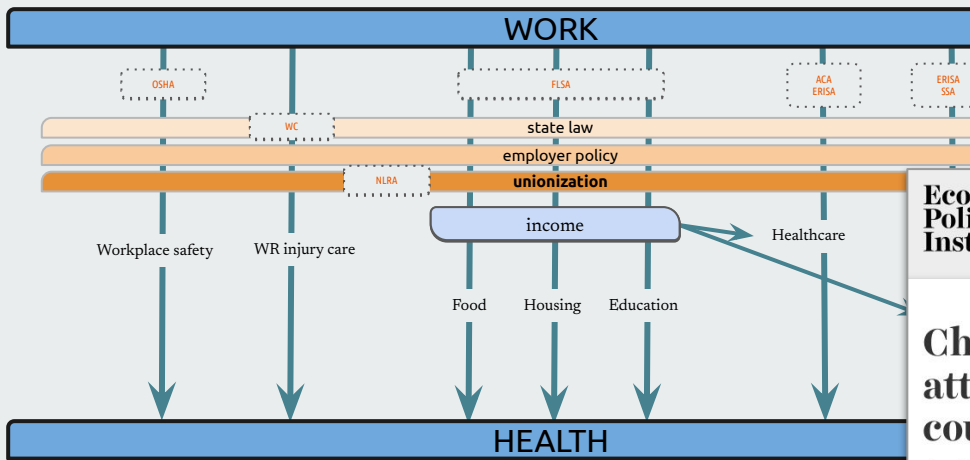 WORK
OSHA
FLSA
ACA
ERISA
ERISA
SSA
WC
state law
employer policy
NLRA
unionization
income
Workplace safety
WR injury care
Healthcare
Food
Housing
Education
Eco
Poli
Inst
Ch
att
cou
HEALTH